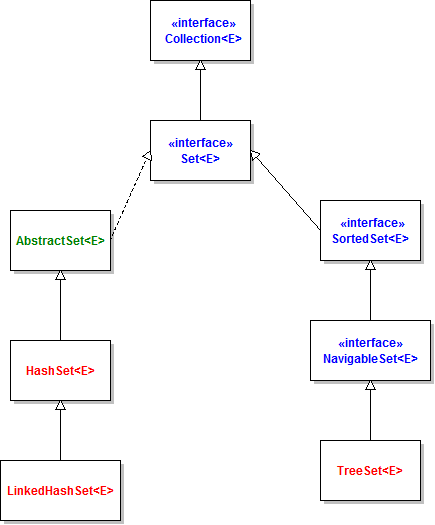 «interface»
Collection<E>
«interface»
Set<E>
AbstractSet<E>
«interface»
SortedSet<E>
HashSet<E>
«interface»
NavigableSet<E>
LinkedHashSet<E>
TreeSet<E>